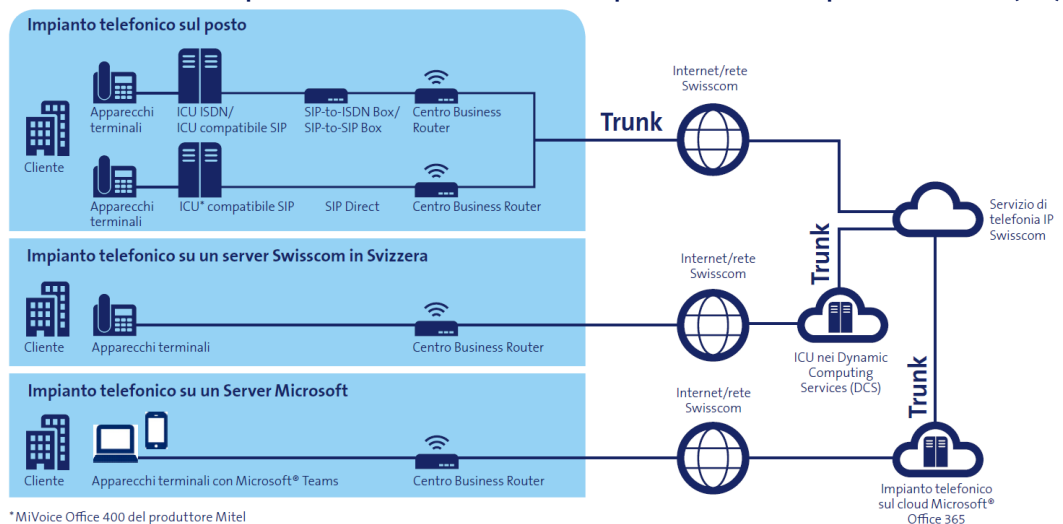 Impianto telefonico sul posto
Apparecchi
terminali
ICU ISDN/
ICU compatibile SIP
SIP-to-ISDN Box/
SIP-to-SIP Box
Centro Business
Router
Cliente
Apparecchi
terminali
ICU* compatibile SIP
SIP Direct
Centro Business Router
Trunk
Internet/rete
Swisscom
Servizio di
telefonia IP
Swisscom
Impianto telefonico su un server Swisscom in Svizzera
Cliente
Apparecchi terminali
Centro Business Router
Internet/rete
Swisscom
Trunk
ICU nei Dynamic
Computing
Services (DCS)
Impianto telefonico su un Server Microsoft
Cliente
Apparecchi terminali con Microsoft® Teams
Centro Business Router
Internet/rete
Swisscom
Trunk
Impianto telefonico
sul cloud Microsoft®
Office 365
*MiVoice Office 400 del produttore Mitel